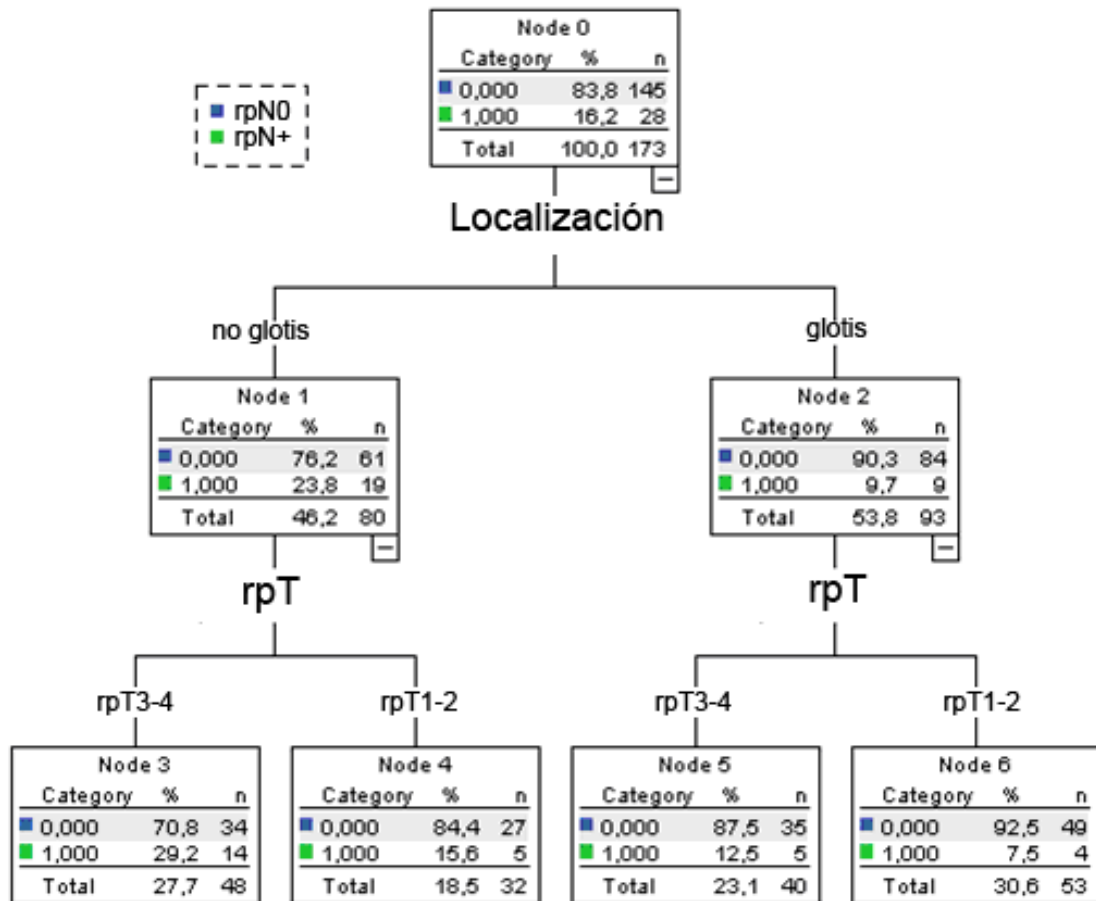 Node 0
Category % n
0,000 83,8 145
1,000 16,2 28
Total 100,0 173
rpN0
rpN+
Localización
no glotis
glotis
Node 1
Category % n
0,000 76,2 61
1,000 23,8 19
Total 46,2 80
Node 2
Category % n
0,000 90,3 84
1,000 9,7 9
Total 53,8 93
rpT
rpT
rpT3-4
rpT1-2
rpT3-4
rpT1-2
Node 3
Category % n
0,000 70,8 34
1,000 29,2 14
Total 27,7 48
Node 4
Category % n
0,000 84,4 27
1,000 15,6 5
Total 18,5 32
Node 5
Category % n
0,000 87,5 35
1,000 12,5 5
Total 23,1 40
Node 6
Category % n
0,000 92,5 49
1,000 7,5 4
Total 30,6 53